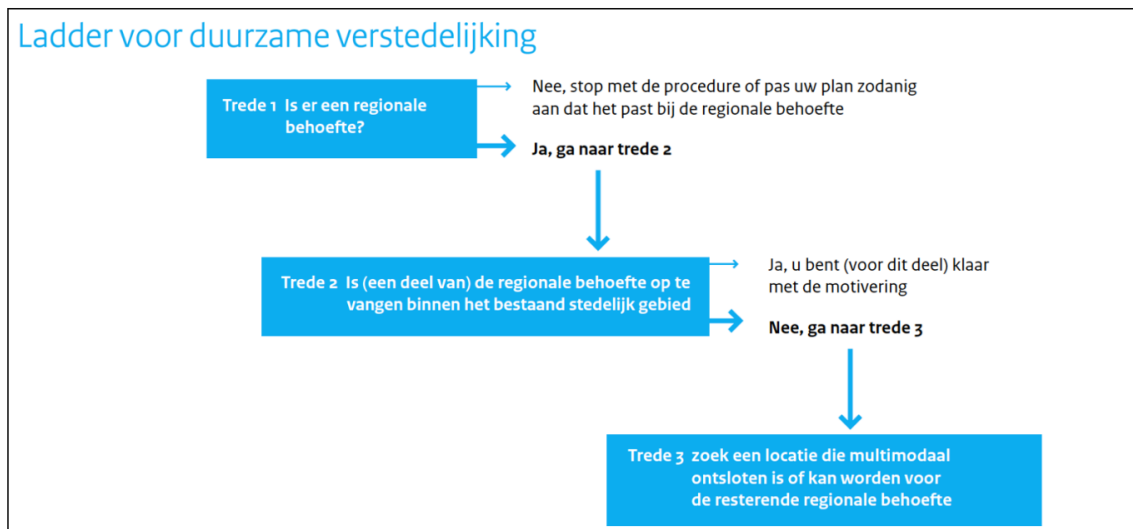 Ladder voor duurzame verstedelijking
Trede 1 Is er een regionale
behoefte?
Nee, stop met de procedure of pas uw plan zodanig
aan dat het past bij de regionale behoefte
Ja, ga naar trede 2
Trede 2 Is (een deel van) de regionale behoefte op te
vangen binnen het bestaand stedelijk gebied
Ja, u bent (voor dit deel) klaar
met de motivering
Nee, ga naar trede 3
Trede 3 zoek een locatie die multimodaal
ontsloten is of kan worden voor
de resterende regionale behoefte